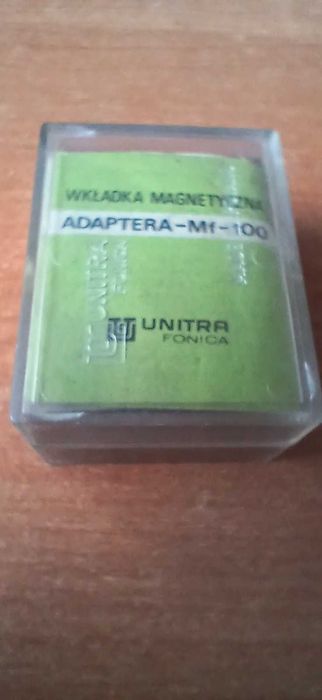 WKŁADKA MAGNETYCZNA
ADAPTERA-Mf-100
UNITRA
FONICA
UNITRA
FONICA